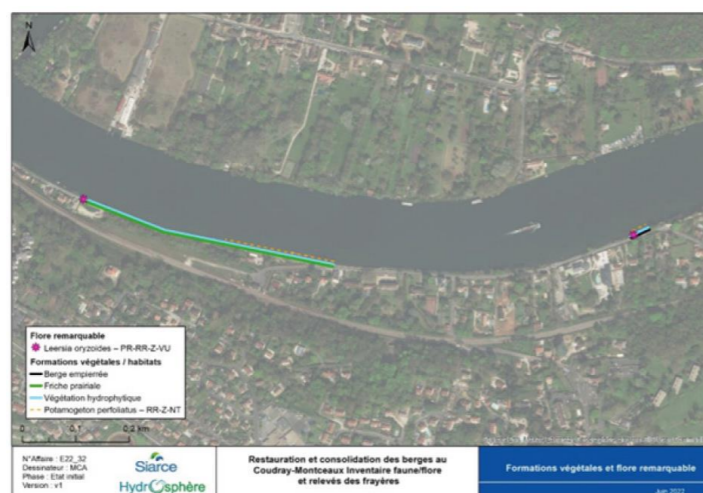 N
Flore remarquable
Leersia oryzoides – PR-RR-Z-VU
Formations végétales / habitats
Berge empierrée
Friche prairiale
Végétation hydrophytique
Potamogeton perfoliatus – RR-Z-NT
0 0.1 0.2 km
N°Affaire : E22_32
Dessinateur : MCA
Phase : Etat initial
Version : v1
Siarce
HydrOsphère
Restauration et consolidation des berges au
Coudray-Montceaux Inventaire faune/flore
et relevés des frayères
Formations végétales et flore remarquable
Juin 2022